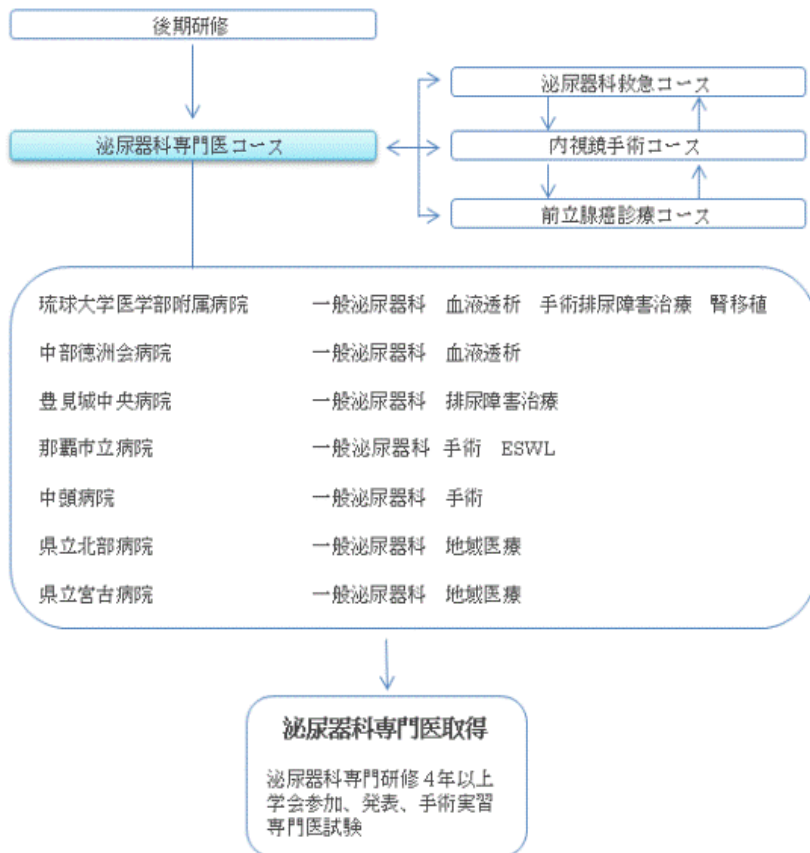 後期研修
泌尿器科救急コース
泌尿器科専門医コース
内視鏡手術コース
前立腺癌診療コース
琉球大学医学部附属病院 一般泌尿器科 血液透析 手術排尿障害治療 腎移植
中部徳洲会病院 一般泌尿器科 血液透析
豊見城中央病院 一般泌尿器科 排尿障害治療
那覇市立病院 一般泌尿器科 手術 ESWL
中頭病院 一般泌尿器科 手術
県立北部病院 一般泌尿器科 地域医療
県立宮古病院 一般泌尿器科 地域医療
泌尿器科専門医取得
泌尿器科専門研修4年以上
学会参加、発表、手術実習
専門医試験